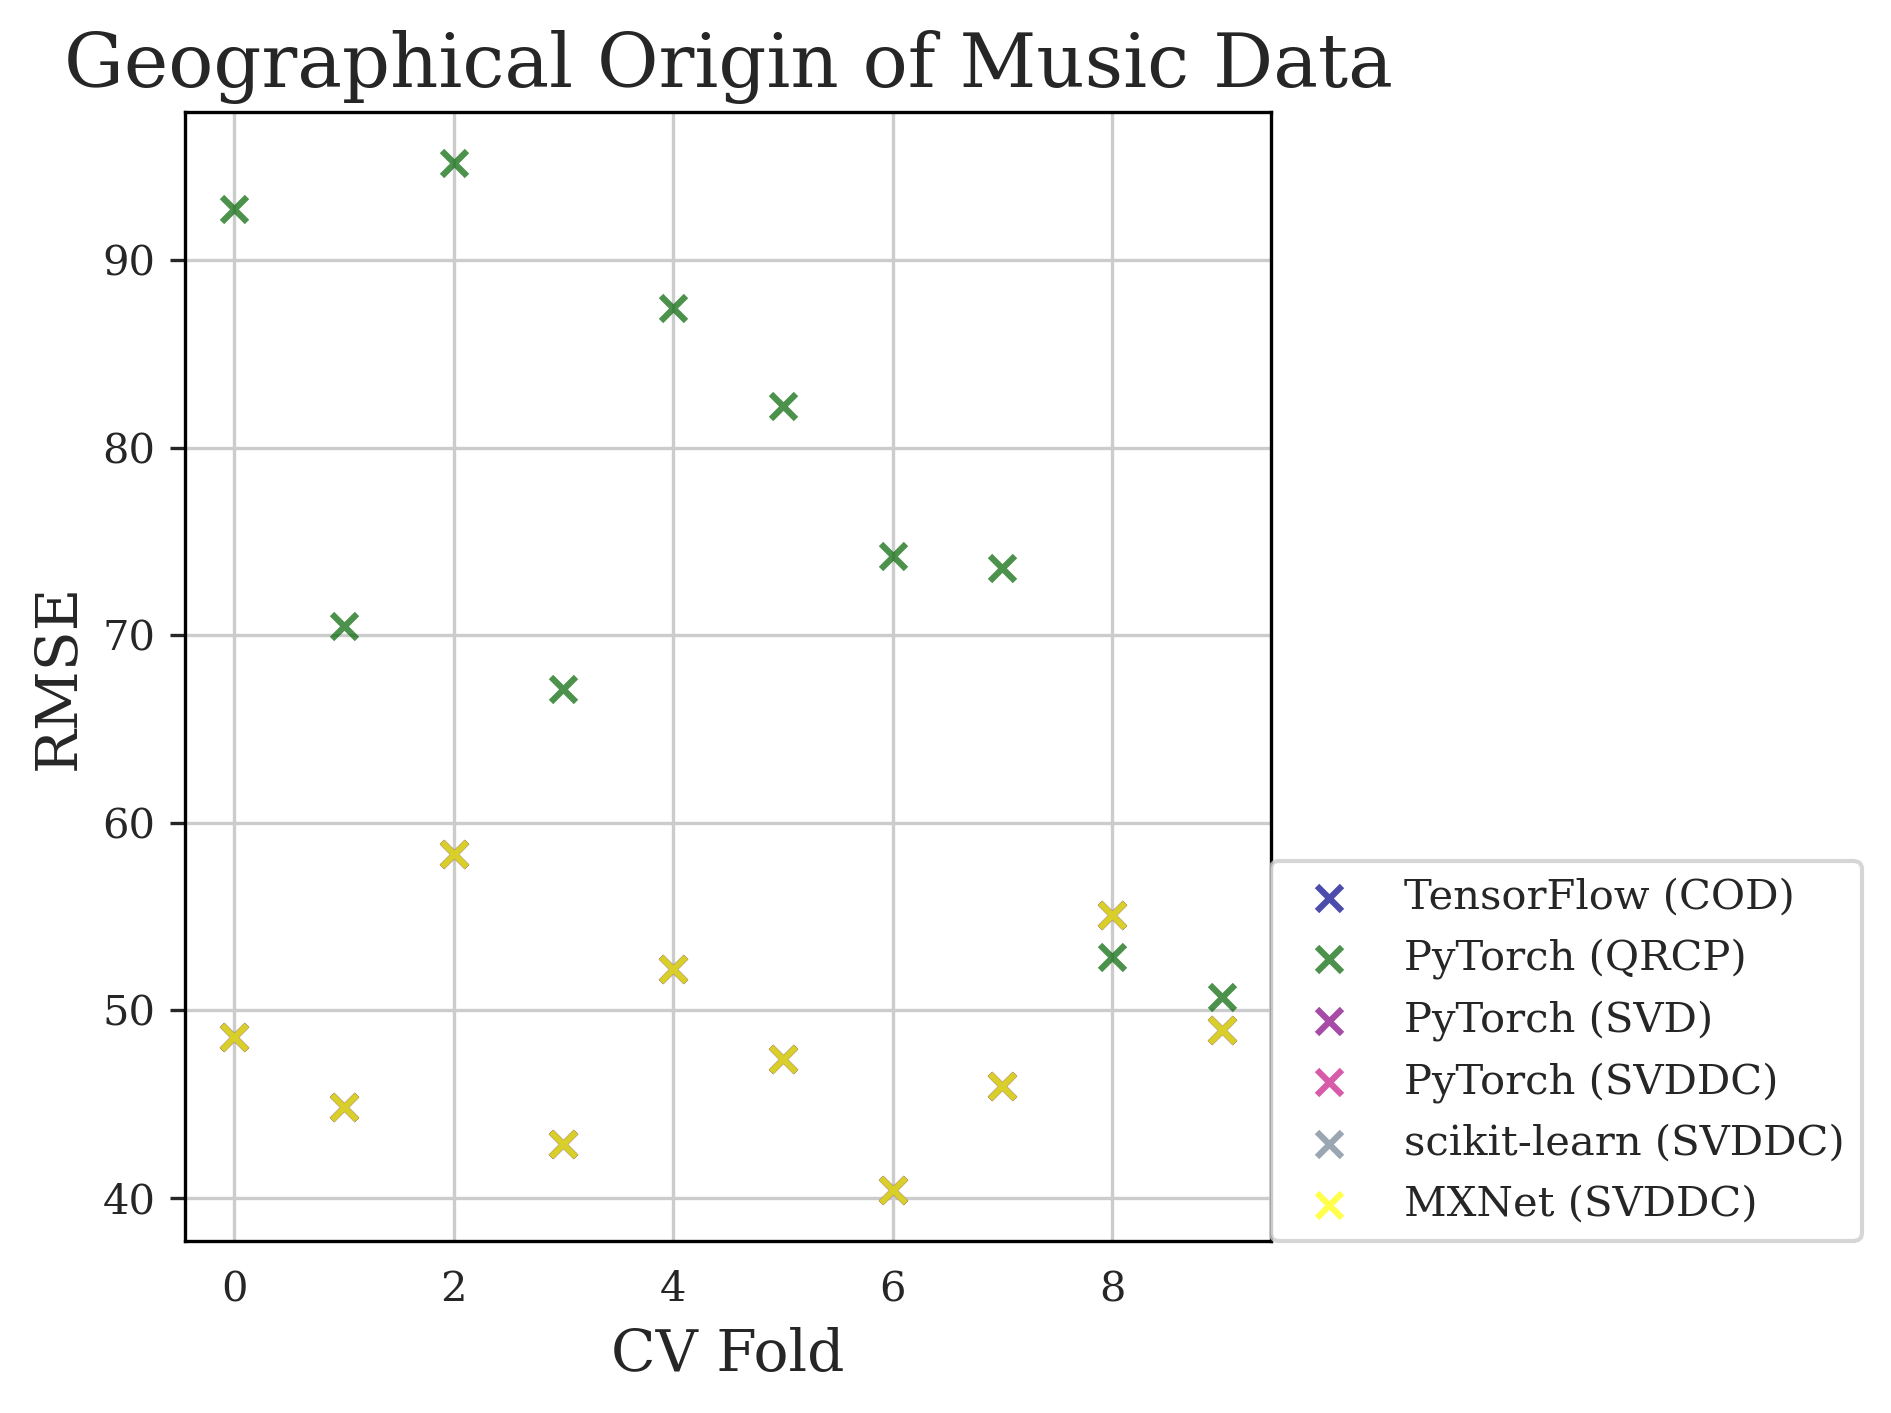 Geographical Origin of Music Data
RMSE
90
80
70
60
50
40
0 2 4 6 8
CV Fold
TensorFlow (COD)
PyTorch (QRCP)
PyTorch (SVD)
PyTorch (SVDDC)
scikit-learn (SVDDC)
MXNet (SVDDC)